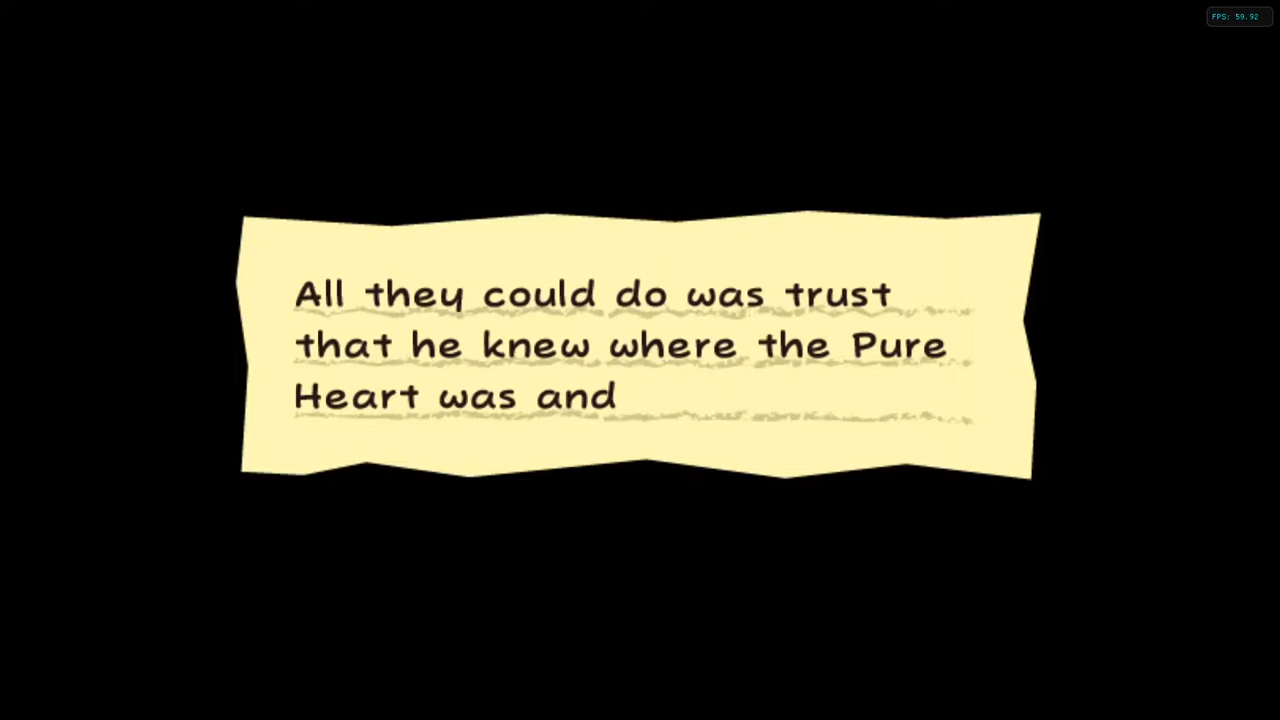 FPS: 59.92
All they could do was trust
that he knew where the Pure
Heart was and